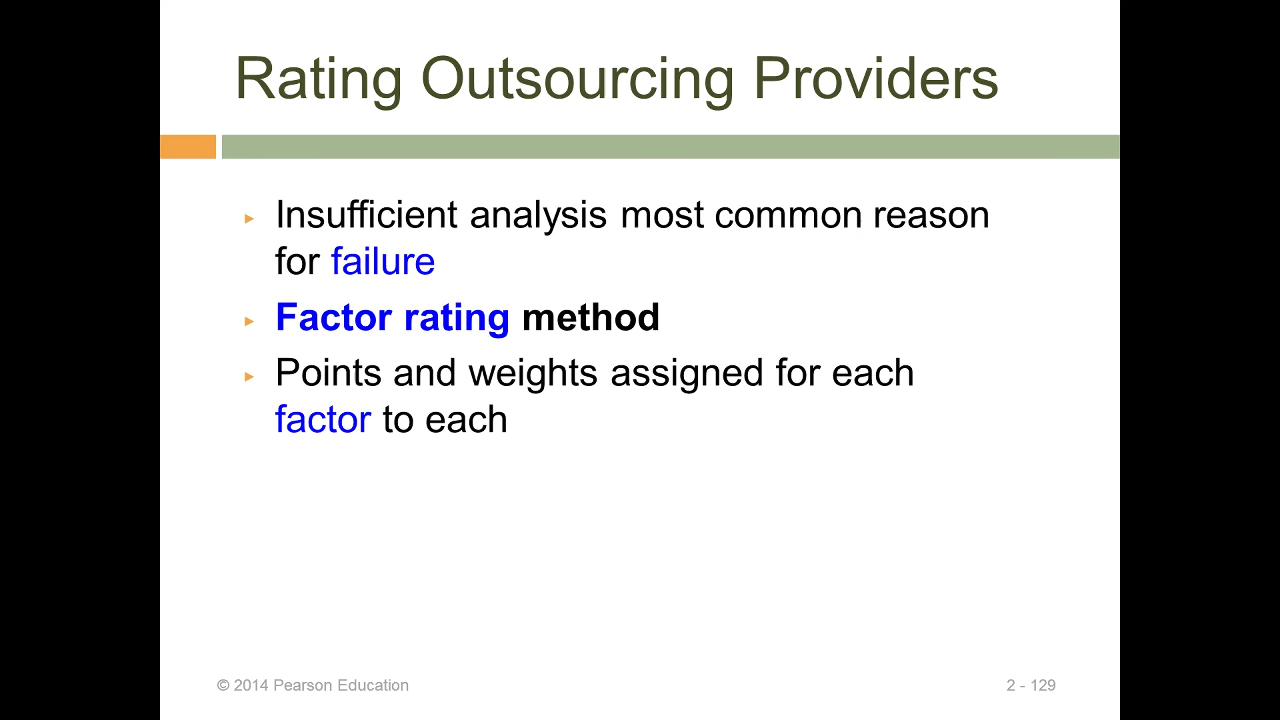 Rating Outsourcing Providers
Insufficient analysis most common reason
for failure
Factor rating method
Points and weights assigned for each
factor to each
© 2014 Pearson Education
2 - 129